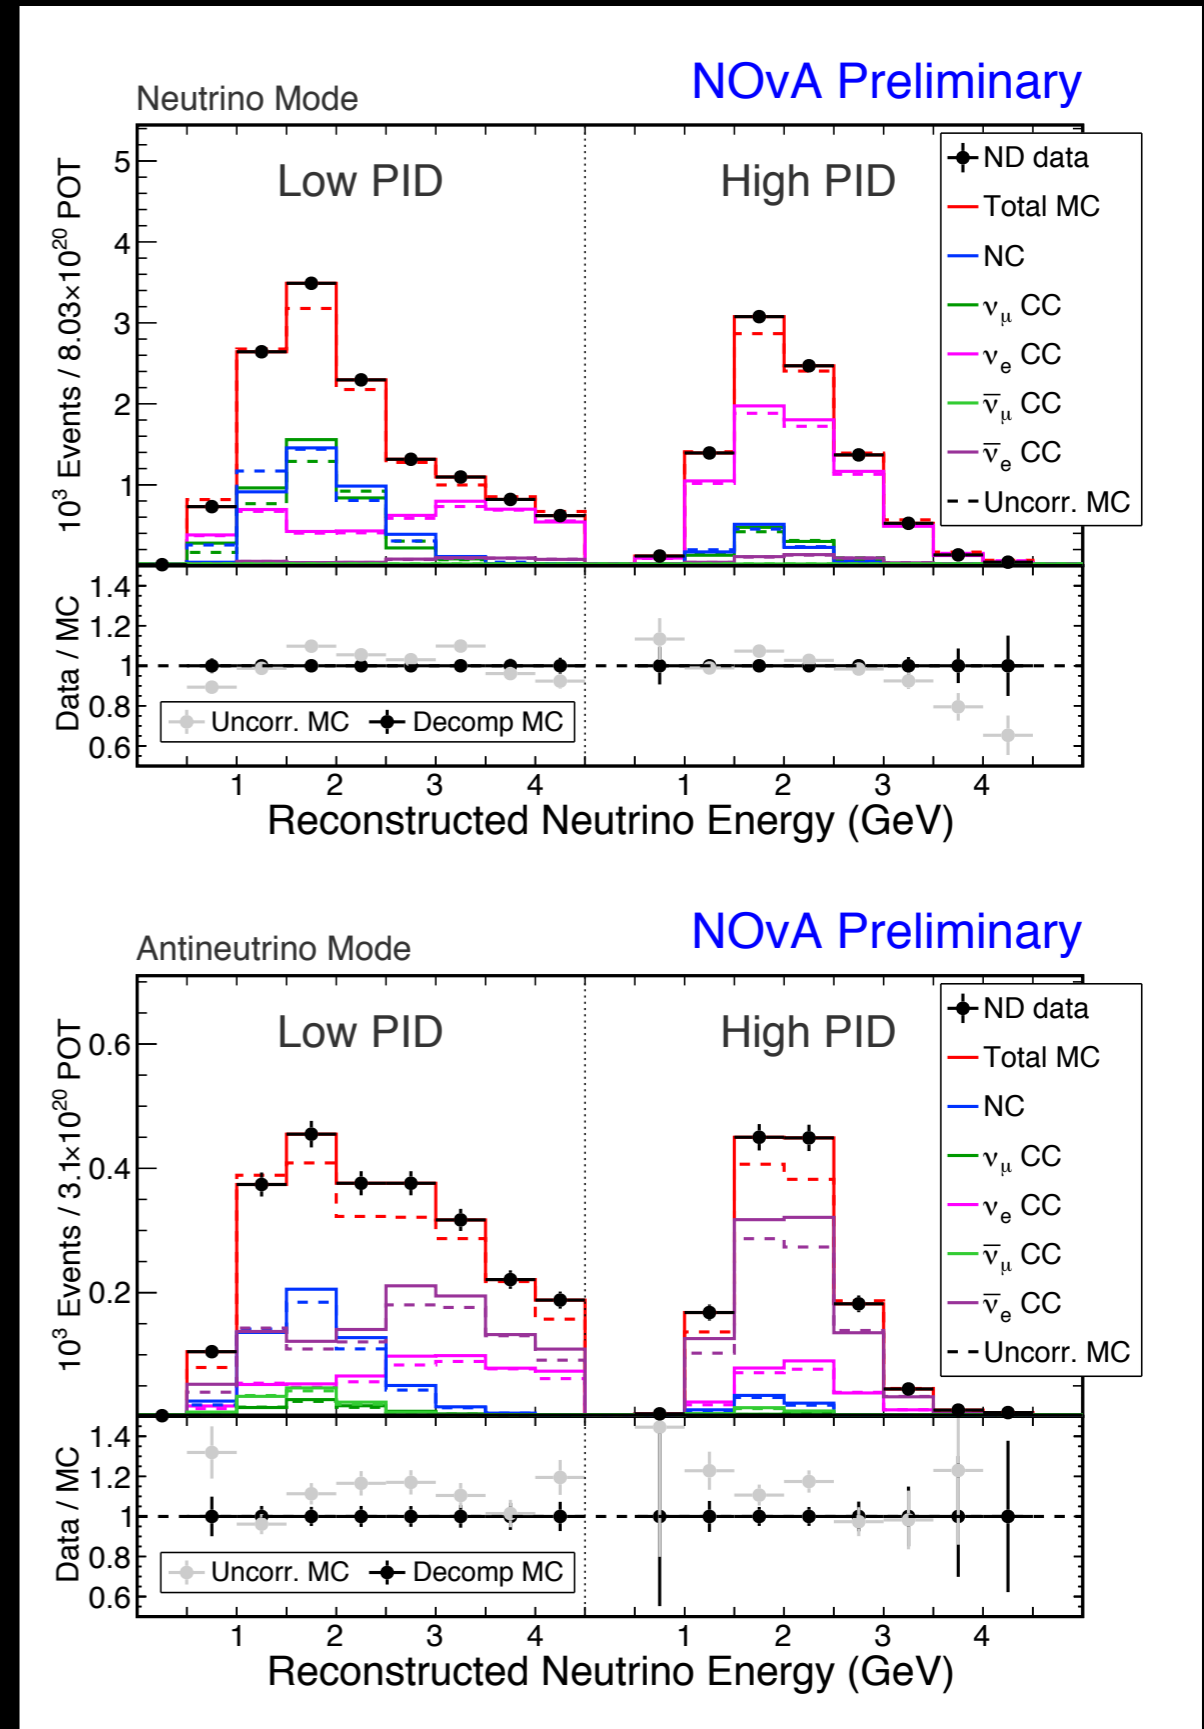 NOvA Preliminary
Neutrino Mode
Low PID
High PID
ND data
Total MC
NC
νμ CC
νe CC
ν̅μ CC
ν̅e CC
Uncorr. MC
10³ Events / 8.03×10²⁰ POT
5
4
3
2
1
Data / MC
1.4
1.2
1
0.8
0.6
Uncorr. MC
Decomp MC
1 2 3 4 1 2 3 4
Reconstructed Neutrino Energy (GeV)
NOvA Preliminary
Antineutrino Mode
Low PID
High PID
ND data
Total MC
NC
νμ CC
νe CC
ν̅μ CC
ν̅e CC
Uncorr. MC
10³ Events / 3.1×10²⁰ POT
0.6
0.4
0.2
Data / MC
1.4
1.2
1
0.8
0.6
Uncorr. MC
Decomp MC
1 2 3 4 1 2 3 4
Reconstructed Neutrino Energy (GeV)